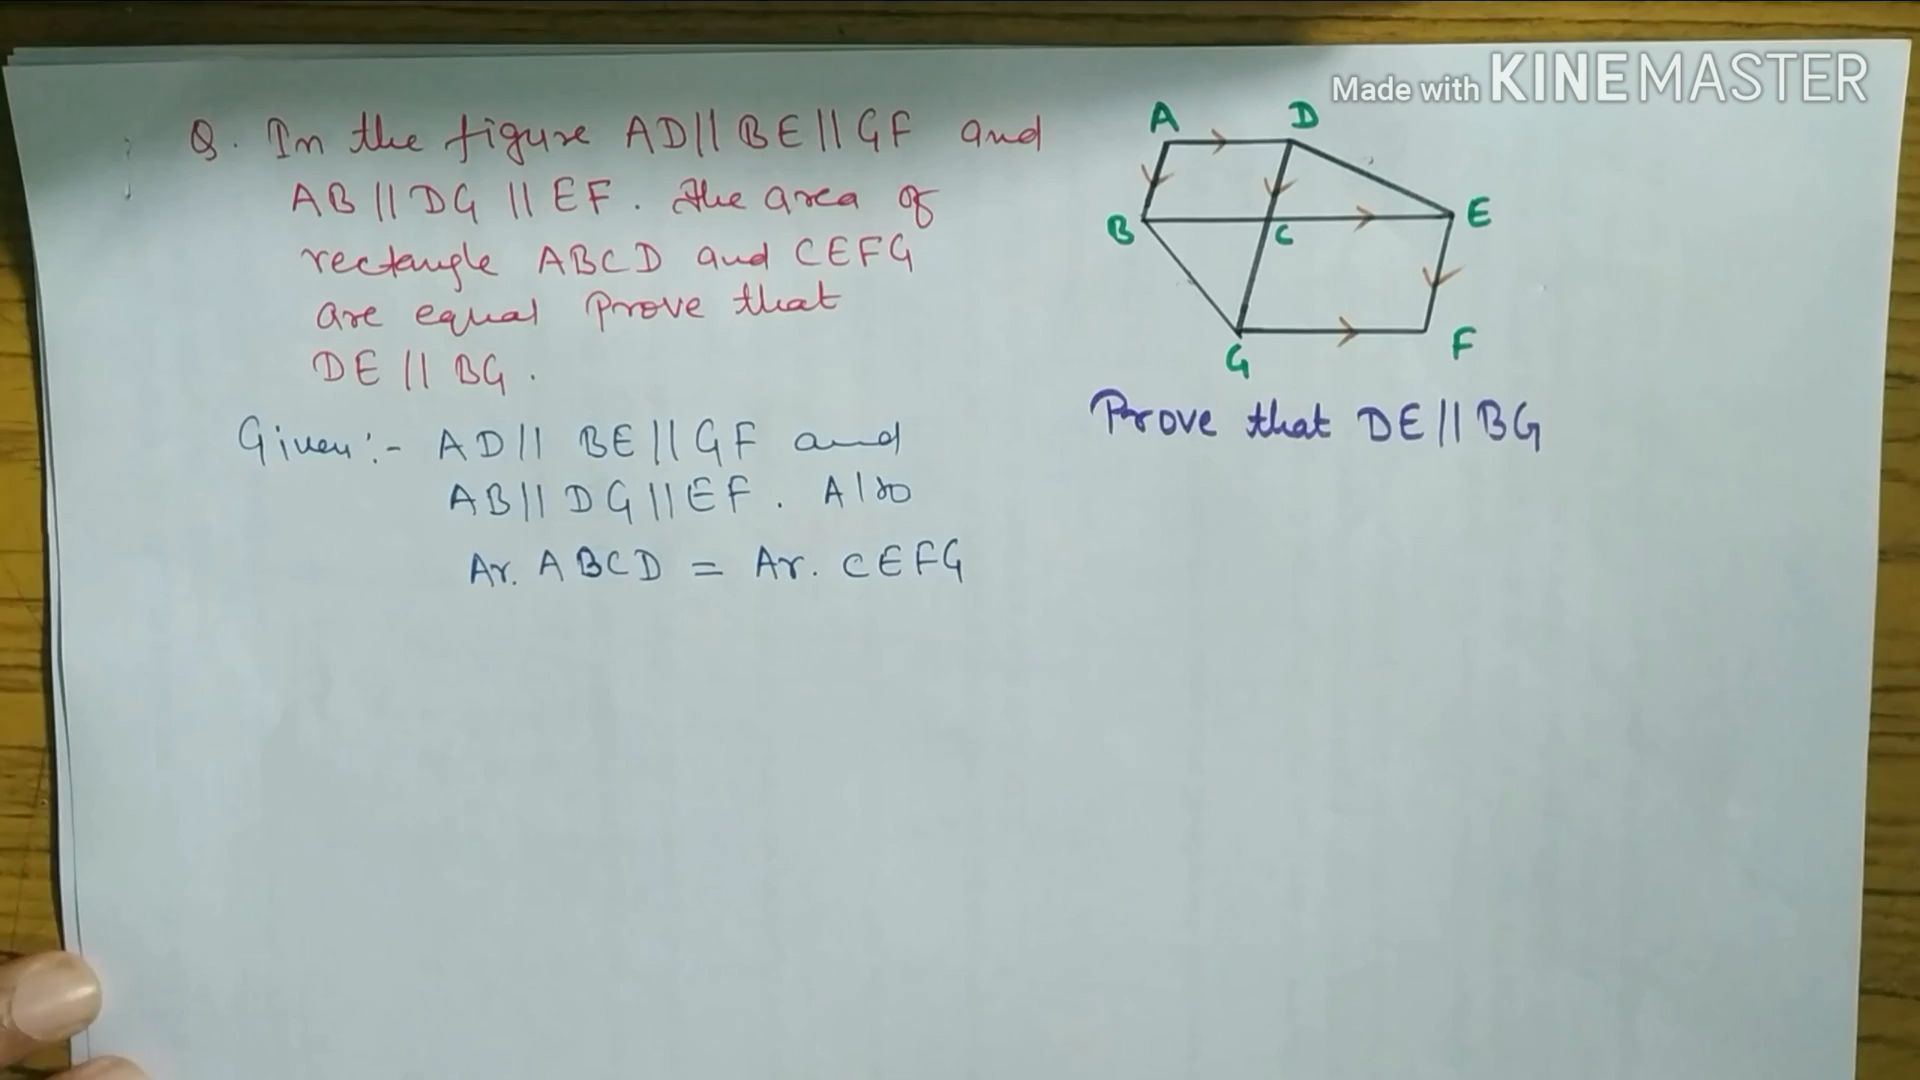 Made with KINEMASTER
Q. In the figure AD || BE || GF and
AB || DG || EF. the area of
rectangle ABCD and CEFG
are equal Prove that
DE || BG.
A D
B C E
G F
Prove that DE || BG
Given:- AD || BE || GF and
AB || DG || EF. Also
Ar. ABCD = Ar. CEFG